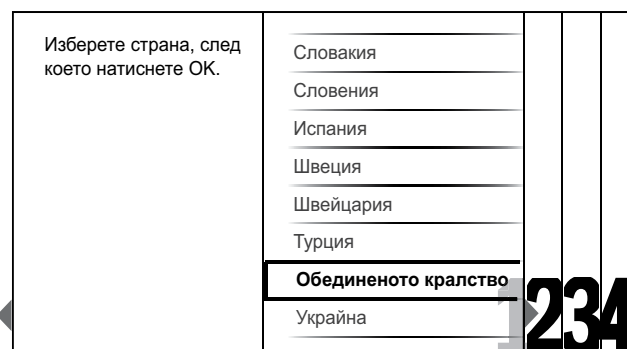 Изберете страна, след
което натиснете OK.
Словакия
Словения
Испания
Швеция
Швейцария
Турция
Обединеното кралство
Украйна
1234